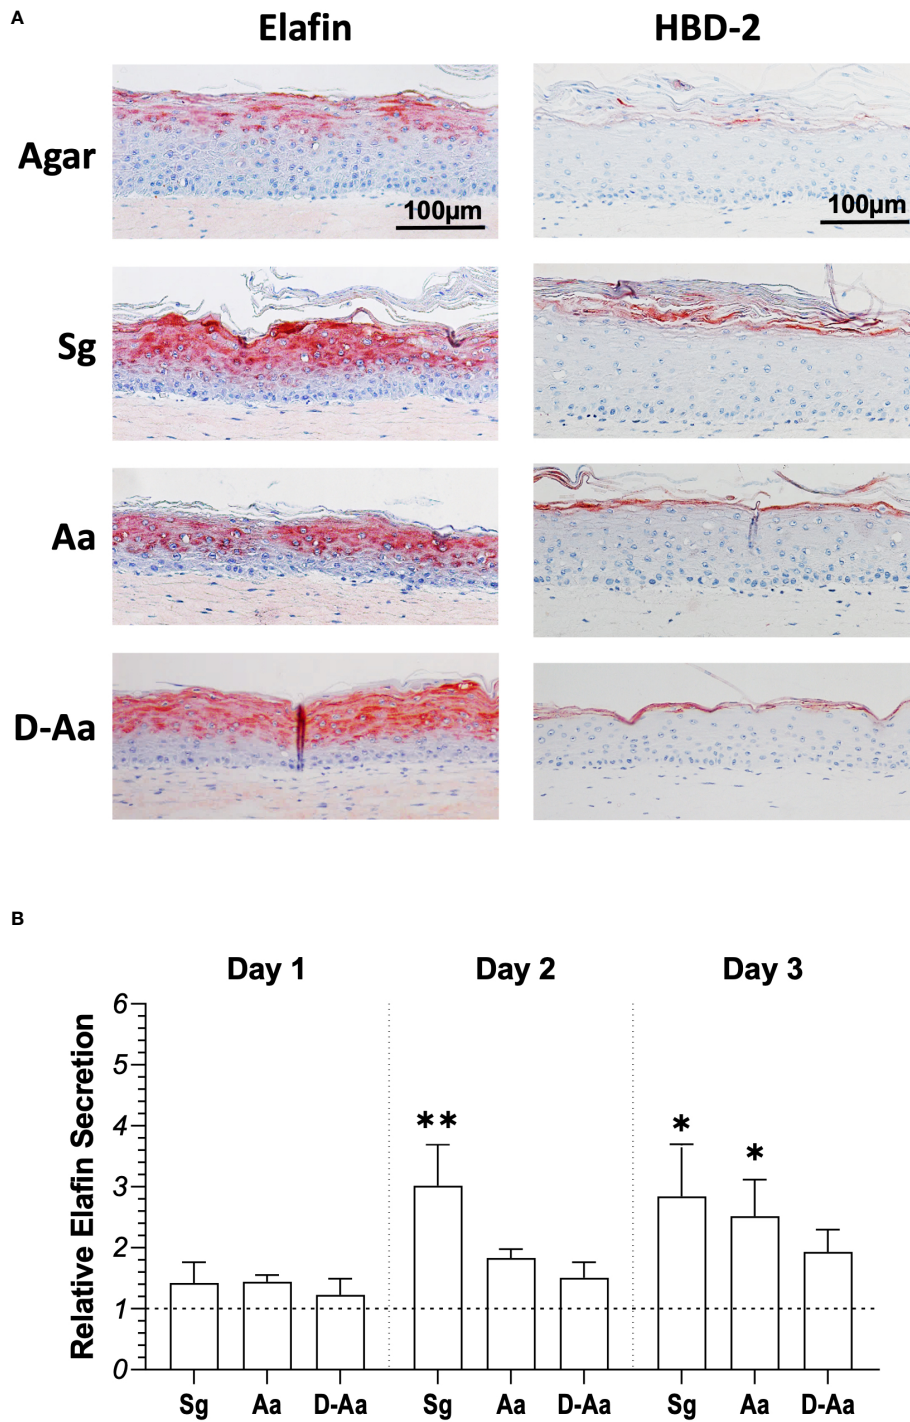 A
Elafin HBD-2
Agar
100µm 100µm
Sg
Aa
D-Aa
B
Day 1 Day 2 Day 3
Relative Elafin Secretion
6
5
4
3
2
1
0
** * *
Sg Aa D-Aa Sg Aa D-Aa Sg Aa D-Aa